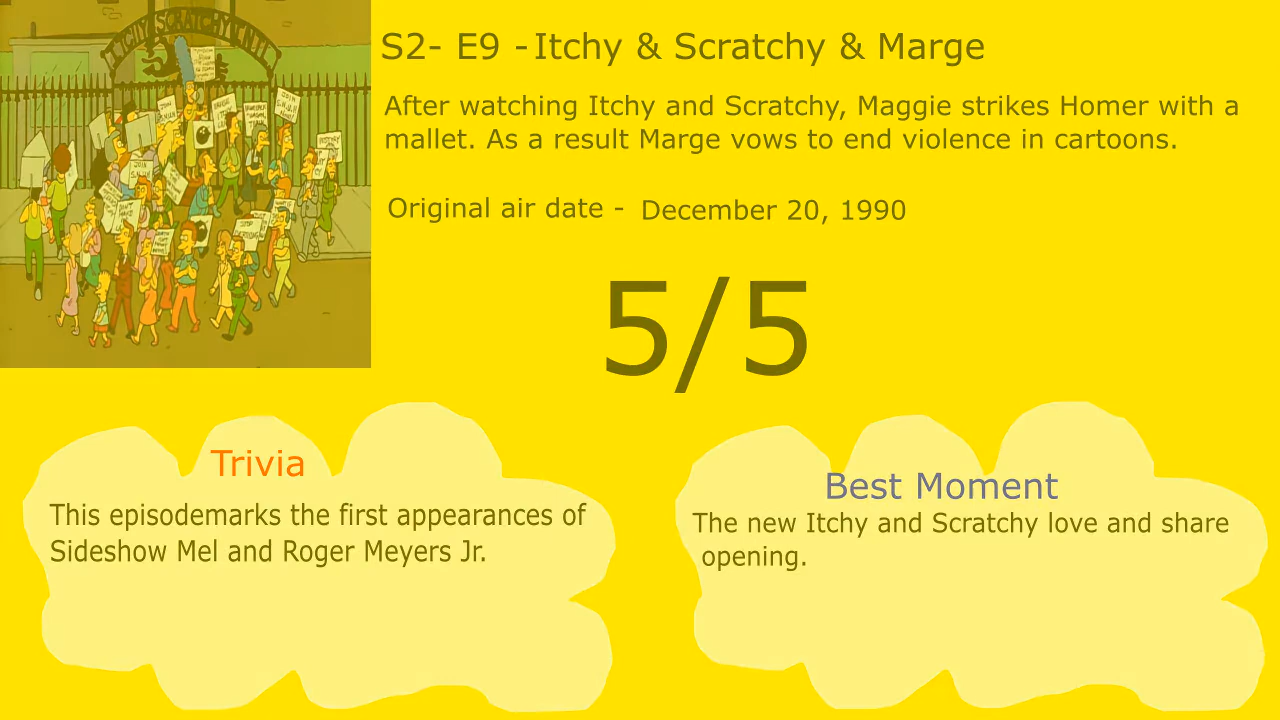 S2- E9 - Itchy & Scratchy & Marge
After watching Itchy and Scratchy, Maggie strikes Homer with a
mallet. As a result Marge vows to end violence in cartoons.
Original air date - December 20, 1990
5/5
Trivia
This episodemarks the first appearances of
Sideshow Mel and Roger Meyers Jr.
Best Moment
The new Itchy and Scratchy love and share
opening.